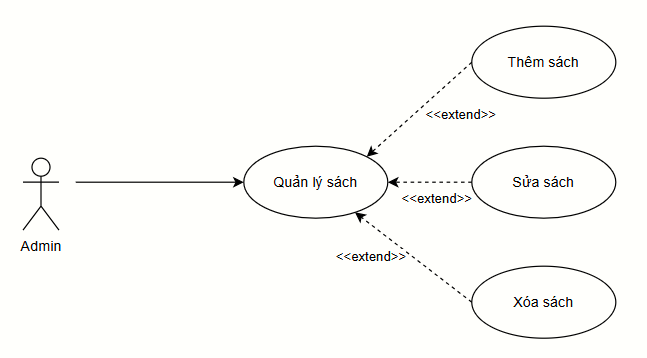 Thêm sách
<<extend>>
Quản lý sách
Sửa sách
<<extend>>
Admin
<<extend>>
Xóa sách